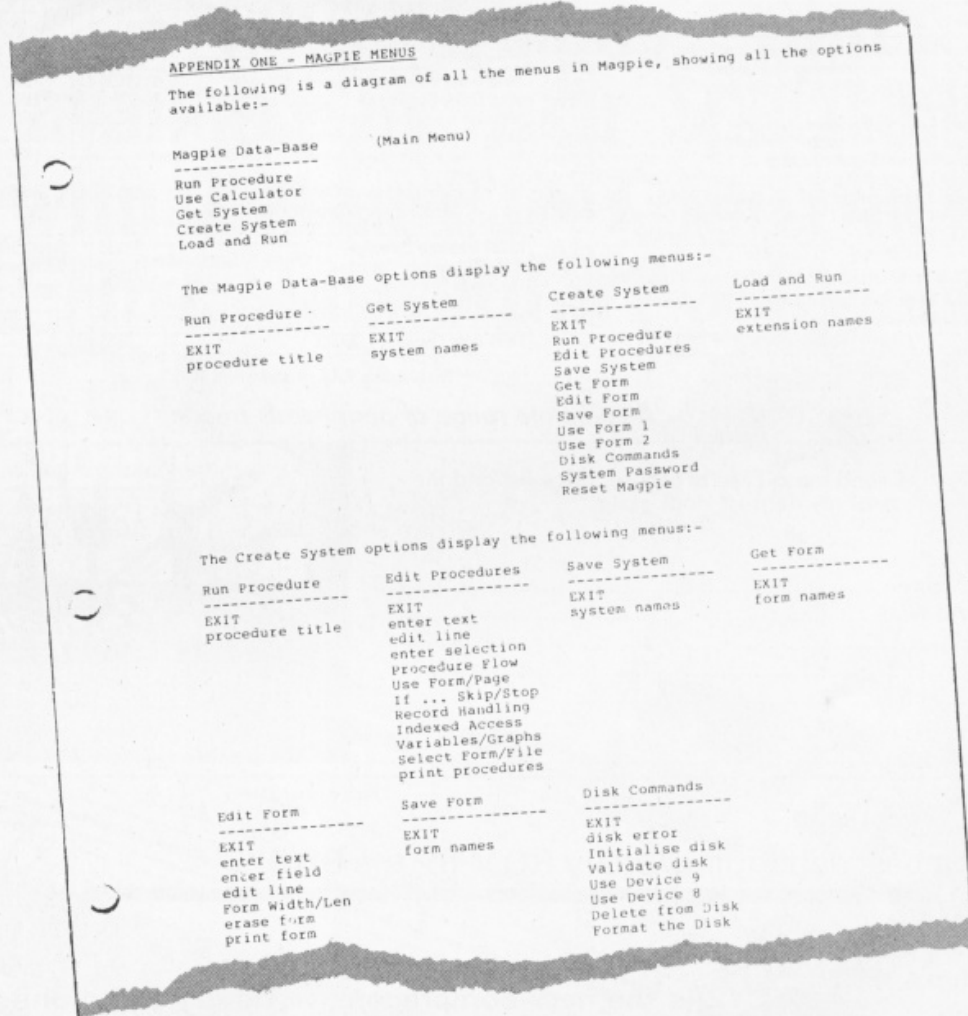 APPENDIX ONE - MAGPIE MENUS
The following is a diagram of all the menus in Magpie, showing all the options
available:-
Magpie Data-Base (Main Menu)
----------------
Run Procedure
Use Calculator
Get System
Create System
Load and Run
The Magpie Data-Base options display the following menus:-
Run Procedure
----------------
EXIT
procedure title
Get System
----------------
EXIT
system names
Create System
----------------
EXIT
Run Procedure
Edit Procedures
Save System
Get Form
Edit Form
Save Form
Use Form 1
Use Form 2
Disk Commands
System Password
Reset Magpie
Load and Run
---------------
EXIT
extension names
The Create System options display the following menus:-
Run Procedure
----------------
EXIT
procedure title
Edit Procedures
----------------
EXIT
enter text
edit line
enter selection
Procedure Flow
Use Form/Page
If ... Skip/Stop
Record Handling
Indexed Access
Variables/Graphs
Select Form/File
print procedures
Save System
----------------
EXIT
system names
Get Form
---------------
EXIT
form names
Edit Form
----------------
EXIT
enter text
enter field
edit line
Form Width/Len
erase form
print form
Save Form
----------------
EXIT
form names
Disk Commands
----------------
EXIT
disk error
Initialise disk
Validate disk
Use Device 9
Use Device 8
Delete from Disk
Format the Disk